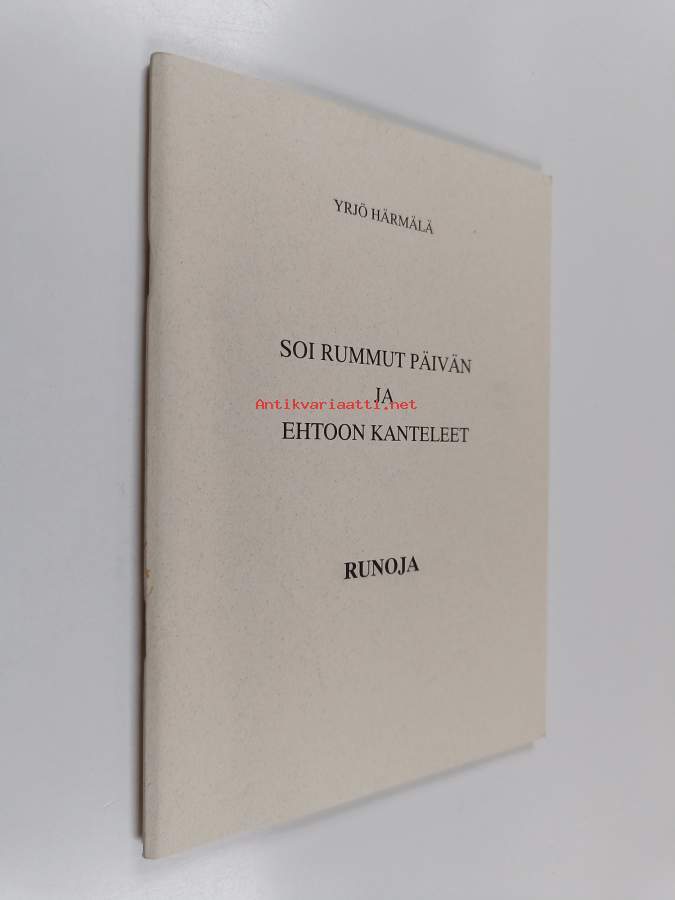 YRJÖ HÄRMÄLÄ
SOI RUMMUT PÄIVÄN
JA
Antikvariaatti.net
EHTOON KANTELEET
RUNOJA